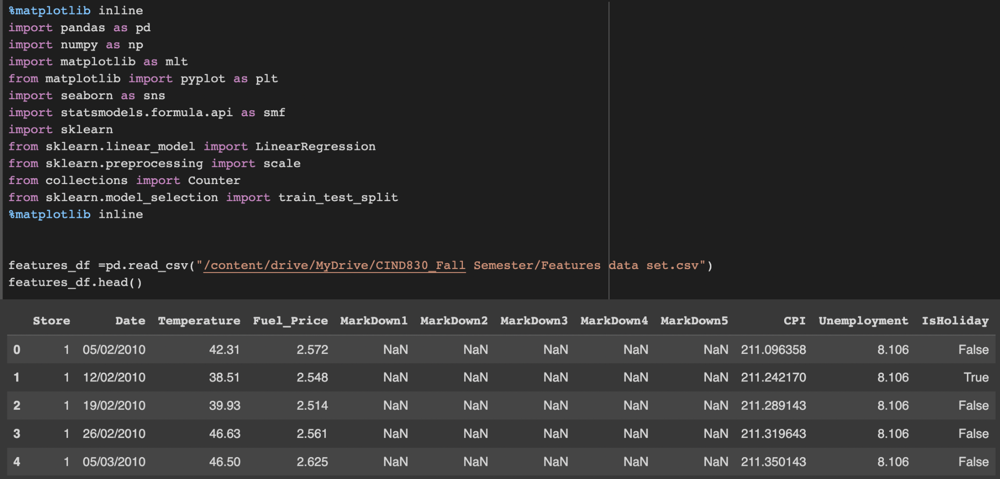 %matplotlib inline
import pandas as pd
import numpy as np
import matplotlib as mlt
from matplotlib import pyplot as plt
import seaborn as sns
import statsmodels.formula.api as smf
import sklearn
from sklearn.linear_model import LinearRegression
from sklearn.preprocessing import scale
from collections import Counter
from sklearn.model_selection import train_test_split
%matplotlib inline
features_df =pd.read_csv("/content/drive/MyDrive/CIND830_Fall Semester/Features data set.csv")
features_df.head()
Store Date Temperature Fuel_Price MarkDown1 MarkDown2 MarkDown3 MarkDown4 MarkDown5 CPI Unemployment IsHoliday
0 1 05/02/2010 42.31 2.572 NaN NaN NaN NaN NaN 211.096358 8.106 False
1 1 12/02/2010 38.51 2.548 NaN NaN NaN NaN NaN 211.242170 8.106 True
2 1 19/02/2010 39.93 2.514 NaN NaN NaN NaN NaN 211.289143 8.106 False
3 1 26/02/2010 46.63 2.561 NaN NaN NaN NaN NaN 211.319643 8.106 False
4 1 05/03/2010 46.50 2.625 NaN NaN NaN NaN NaN 211.350143 8.106 False